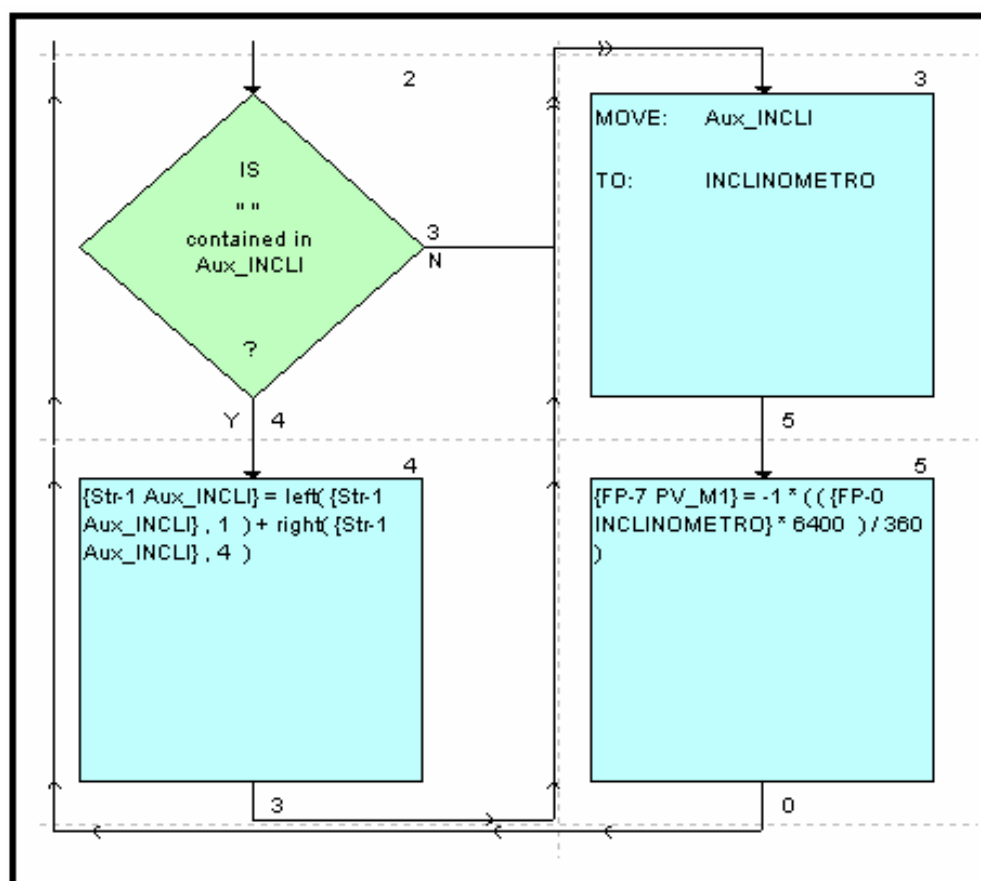 2
IS
" "
contained in
Aux_INCLI
?
3
N
Y 4
3
MOVE: Aux_INCLI
TO: INCLINOMETRO
5
4
{Str-1 Aux_INCLI} = left( {Str-1
Aux_INCLI} , 1 ) + right( {Str-1
Aux_INCLI} , 4 )
3
5
{FP-7 PV_M1} = -1 * ( ( {FP-0
INCLINOMETRO} * 6400 ) / 360
)
0